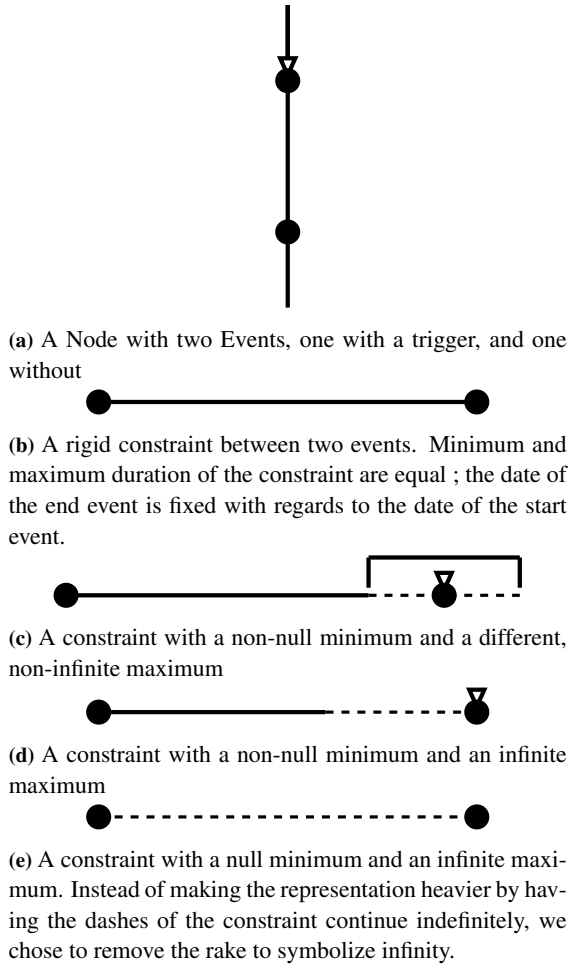 (a) A Node with two Events, one with a trigger, and one
without
(b) A rigid constraint between two events. Minimum and
maximum duration of the constraint are equal ; the date of
the end event is fixed with regards to the date of the start
event.
(c) A constraint with a non-null minimum and a different,
non-infinite maximum
(d) A constraint with a non-null minimum and an infinite
maximum
(e) A constraint with a null minimum and an infinite maxi-
mum. Instead of making the representation heavier by hav-
ing the dashes of the constraint continue indefinitely, we
chose to remove the rake to symbolize infinity.